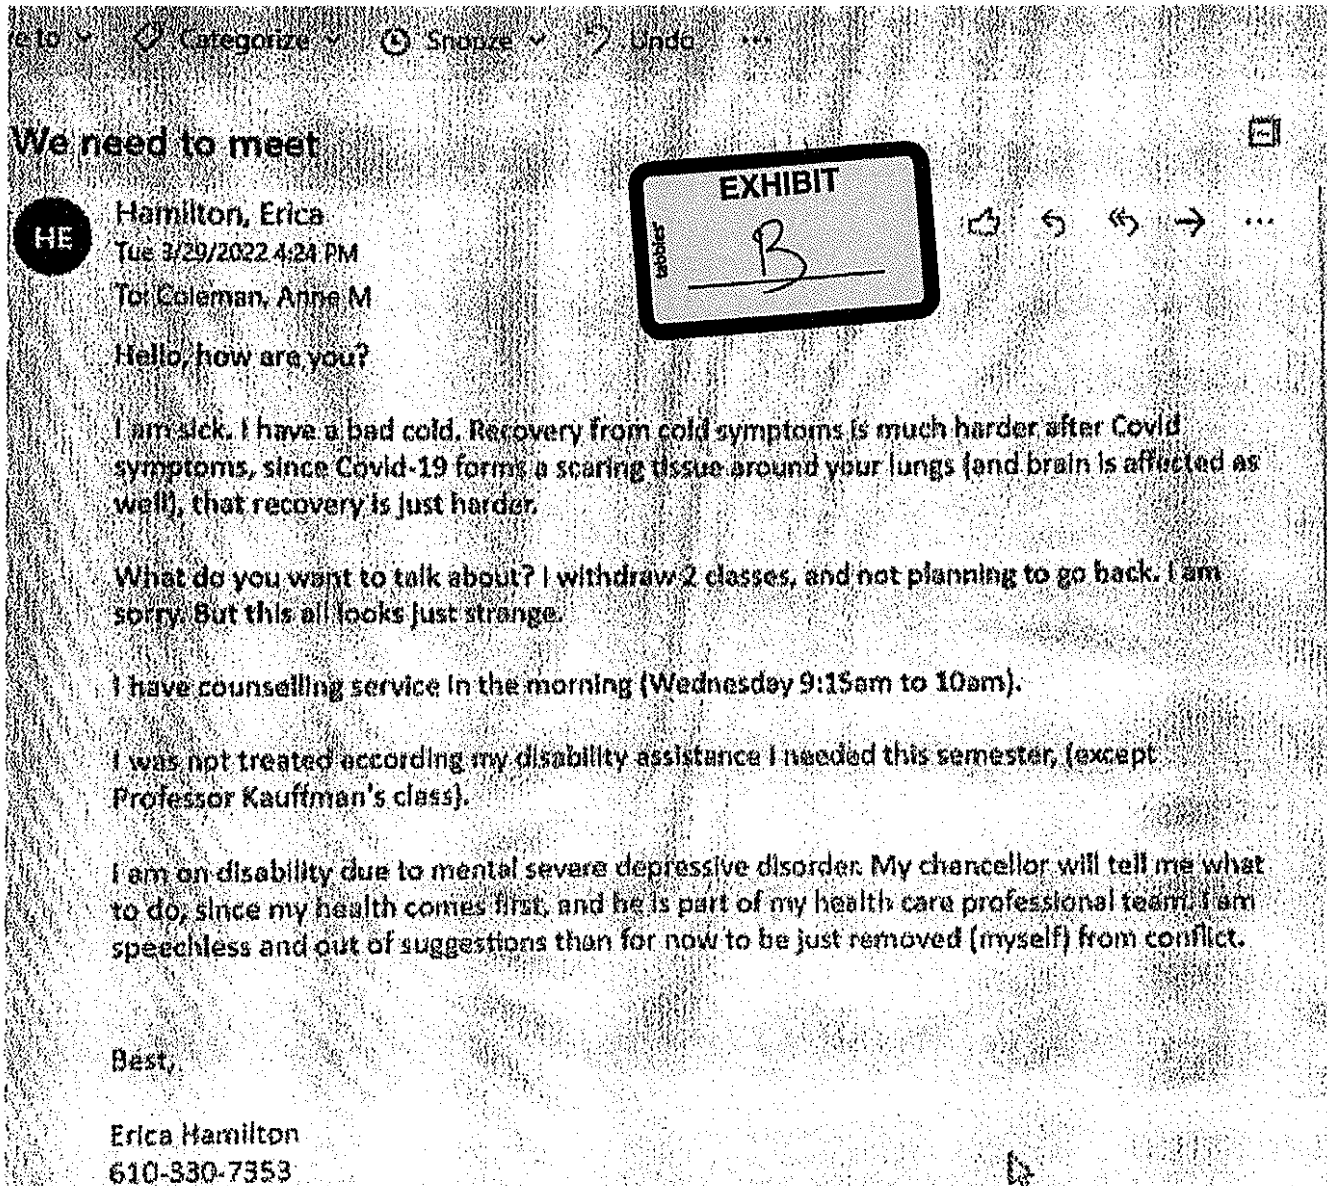 e to Categorize Snooze Undo ...
We need to meet
EXHIBIT
B
tabbies®
HE
Hamilton, Erica
Tue 3/29/2022 4:24 PM
To: Coleman, Anne M
Hello, how are you?
I am sick. I have a bad cold. Recovery from cold symptoms is much harder after Covid
symptoms, since Covid-19 forms a scaring tissue around your lungs (and brain is affected as
well), that recovery is just harder.
What do you want to talk about? I withdraw 2 classes, and not planning to go back. I am
sorry. But this all looks just strange.
I have counselling service in the morning (Wednesday 9:15am to 10am).
I was not treated according my disability assistance I needed this semester, (except
Professor Kauffman's class).
I am on disability due to mental severe depressive disorder. My chancellor will tell me what
to do, since my health comes first, and he is part of my health care professional team. I am
speechless and out of suggestions than for now to be just removed (myself) from conflict.
Best,
Erica Hamilton
610-330-7353